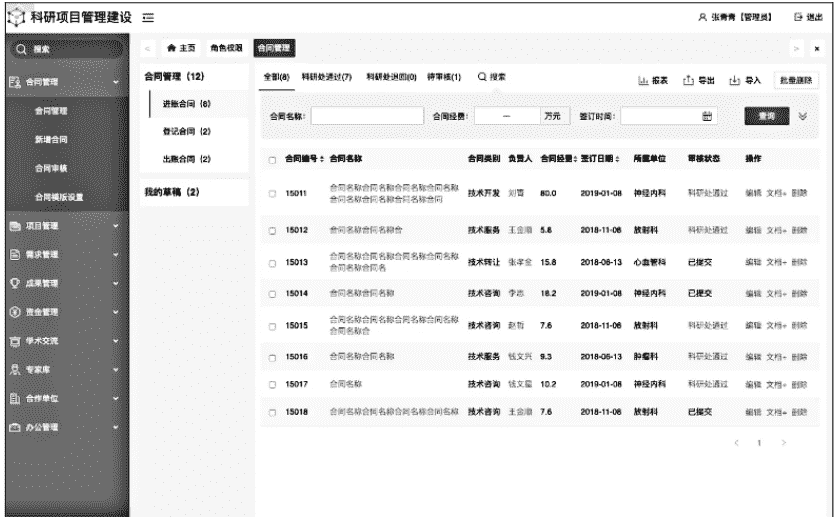 科研项目管理建设
张青青【管理员】 退出
搜索
主页 角色权限 合同管理
合同管理
合同管理
新增合同
合同审核
合同模版设置
项目管理
需求管理
成果管理
资金管理
学术交流
专家库
合作单位
办公管理
合同管理（12）
进账合同（8）
登记合同（2）
出账合同（2）
我的草稿（2）
全部(8) 科研处通过(7) 科研处退回(0) 待审核(1) 搜索
报表 导出 导入 批量删除
合同名称： 合同经费： — 万元 签订时间： 查询
合同编号 合同名称 合同类别 负责人 合同经费 签订日期 所属单位 审核状态 操作
15011 合同名称合同名称合同名称合同名称 技术开发 80.0 2019-01-08 神经内科 科研处通过 编辑 文档+ 删除
合同名称合同名称合同名称合同
15012 合同名称合同名称合 技术服务 王金顺 5.8 2018-11-08 放射科 科研处通过 编辑 文档+ 删除
15013 合同名称合同名称合同名称合同名称 技术转让 张孝全 15.8 2018-06-13 心血管科 已提交 编辑 文档+ 删除
合同名称合同名
15014 合同名称合同名称 技术咨询 李志 18.2 2019-01-08 神经内科 已提交 编辑 文档+ 删除
15015 合同名称合同名称合同名称合同名称 技术咨询 赵哲 7.6 2018-11-08 放射科 科研处通过 编辑 文档+ 删除
合同名称合
15016 合同名称合同名称 技术服务 钱文兴 9.3 2018-06-13 肿瘤科 科研处通过 编辑 文档+ 删除
15017 合同名称 技术咨询 钱文星 10.2 2019-01-08 神经内科 科研处通过 编辑 文档+ 删除
15018 合同名称合同名称合同名称合同名称 技术咨询 王金顺 7.6 2018-11-08 放射科 已提交 编辑 文档+ 删除
< 1 >